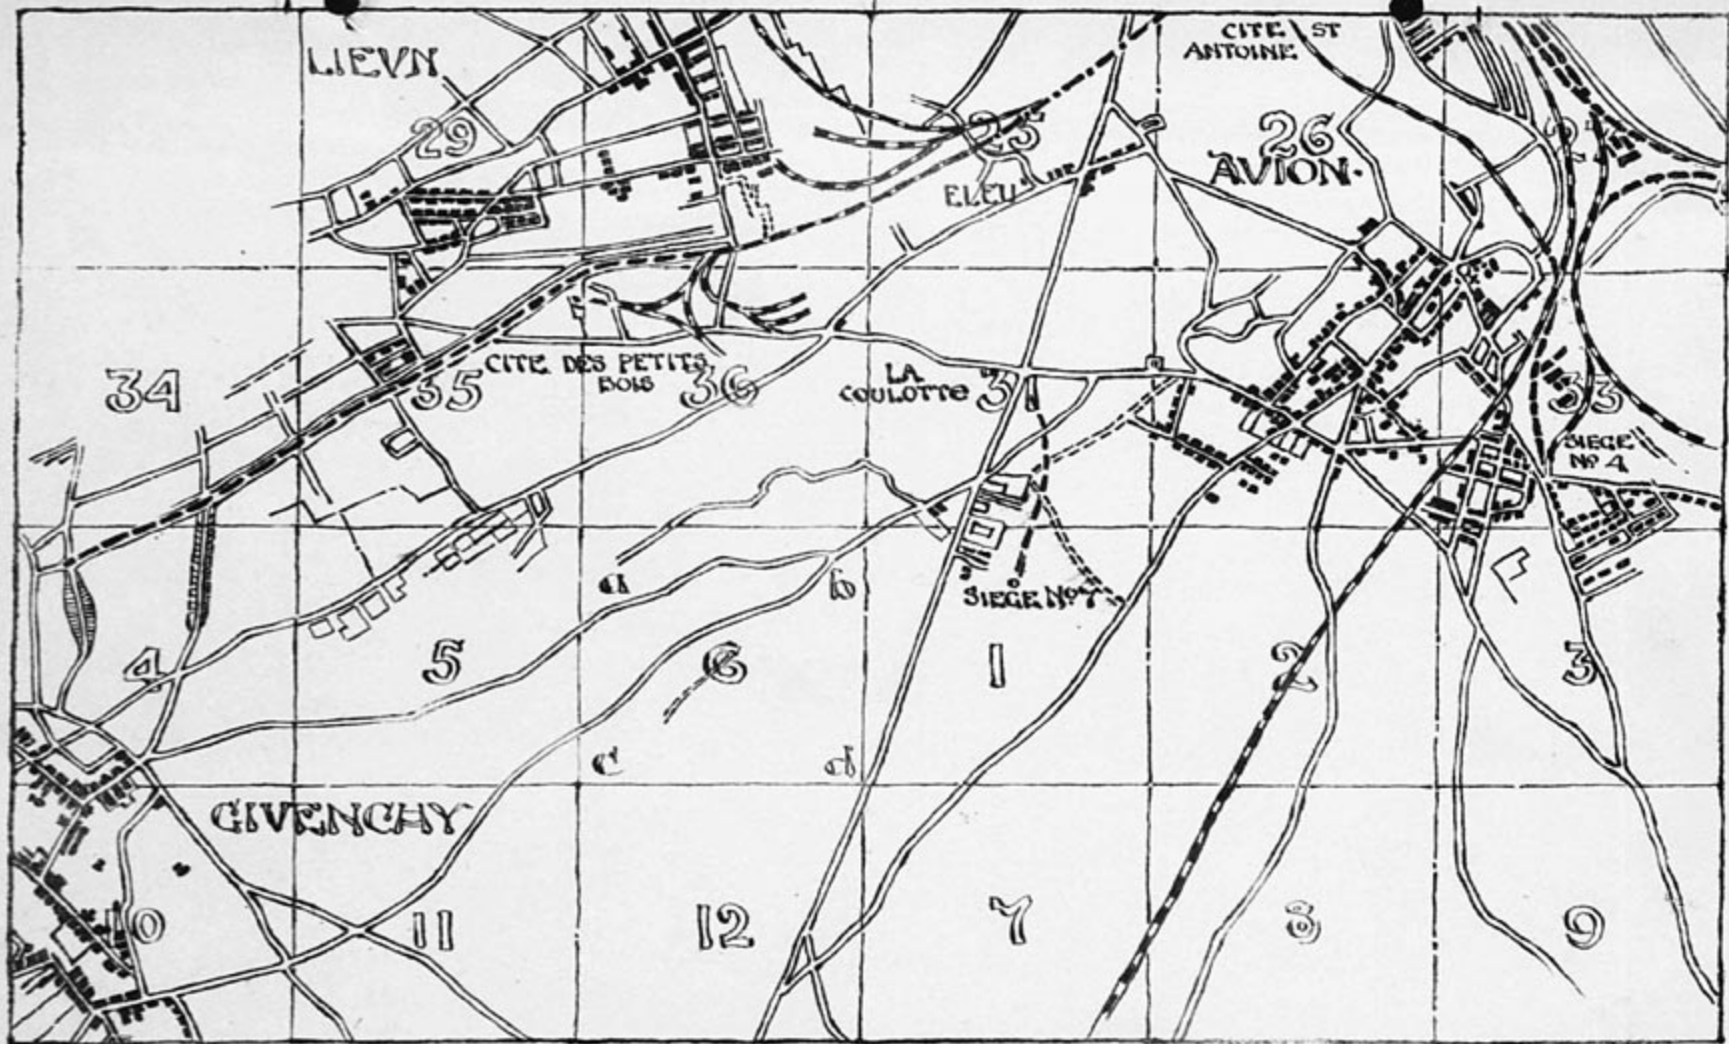 LIEVN
CITE ST
ANTOINE
29
25
26
AVION.
ELEU
34
35
CITE DES PETITS
BOIS
36
LA
COULOTTE
31
33
SIEGE
No 4
a
b
SIEGE No 7
4
5
6
1
2
3
c
d
GIVENCHY
10
11
12
7
8
9